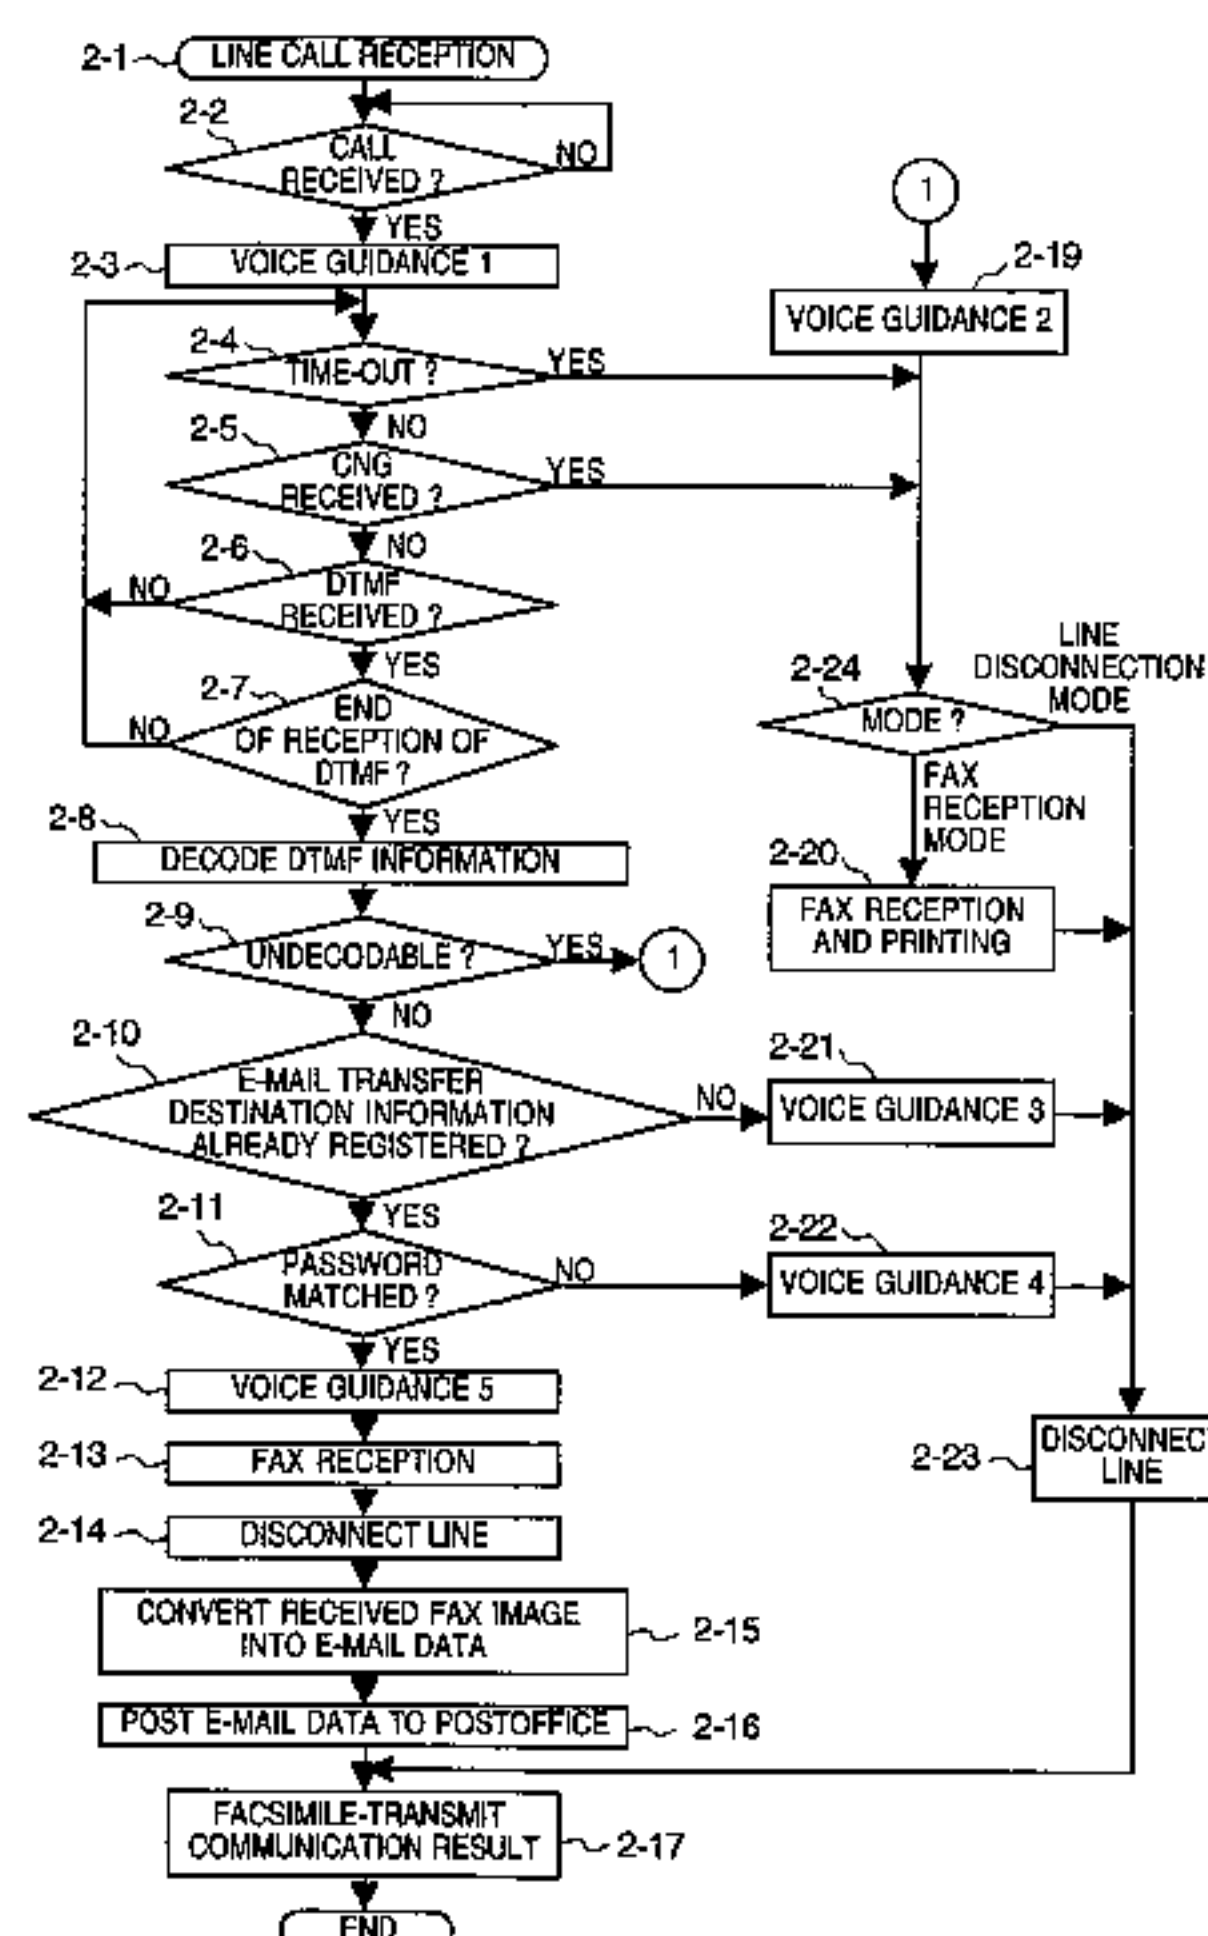 2-1
LINE CALL RECEPTION
2-2
CALL
RECEIVED ?
NO
YES
2-3
VOICE GUIDANCE 1
2-4
TIME-OUT ?
YES
NO
2-5
CNG
RECEIVED ?
YES
NO
2-6
DTMF
RECEIVED ?
NO
YES
2-7
END
OF RECEPTION OF
DTMF ?
NO
YES
2-8
DECODE DTMF INFORMATION
2-9
UNDECODABLE ?
YES
1
NO
2-10
E-MAIL TRANSFER
DESTINATION INFORMATION
ALREADY REGISTERED ?
NO
YES
2-11
PASSWORD
MATCHED ?
NO
YES
2-12
VOICE GUIDANCE 5
2-13
FAX RECEPTION
2-14
DISCONNECT LINE
CONVERT RECEIVED FAX IMAGE
INTO E-MAIL DATA
2-15
POST E-MAIL DATA TO POSTOFFICE
2-16
FACSIMILE-TRANSMIT
COMMUNICATION RESULT
2-17
END
1
2-19
VOICE GUIDANCE 2
2-24
MODE ?
LINE
DISCONNECTION
MODE
FAX
RECEPTION
MODE
2-20
FAX RECEPTION
AND PRINTING
2-21
VOICE GUIDANCE 3
2-22
VOICE GUIDANCE 4
2-23
DISCONNECT
LINE